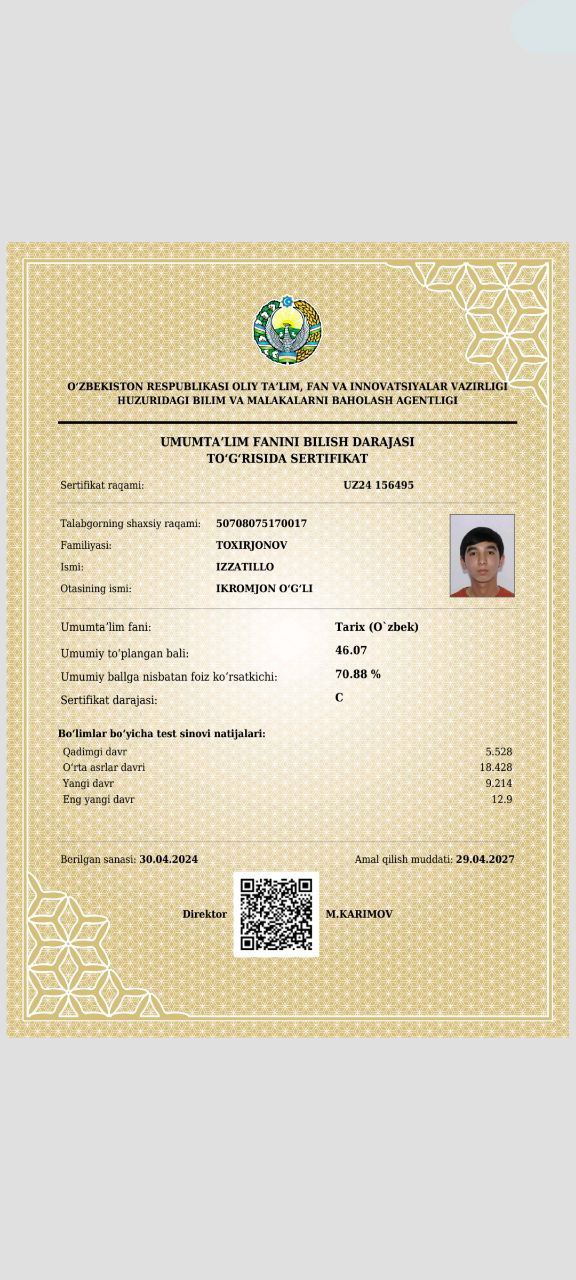 O‘ZBEKISTON RESPUBLIKASI OLIY TA’LIM, FAN VA INNOVATSIYALAR VAZIRLIGI
HUZURIDAGI BILIM VA MALAKALARNI BAHOLASH AGENTLIGI
UMUMTA’LIM FANINI BILISH DARAJASI
TO‘G‘RISIDA SERTIFIKAT
Sertifikat raqami: UZ24 156495
Talabgorning shaxsiy raqami: 50708075170017
Familiyasi: TOXIRJONOV
Ismi: IZZATILLO
Otasining ismi: IKROMJON O‘G‘LI
Umumta’lim fani: Tarix (O`zbek)
Umumiy to‘plangan bali: 46.07
Umumiy ballga nisbatan foiz ko‘rsatkichi: 70.88 %
Sertifikat darajasi: C
Bo‘limlar bo‘yicha test sinovi natijalari:
Qadimgi davr 5.528
O‘rta asrlar davri 18.428
Yangi davr 9.214
Eng yangi davr 12.9
Berilgan sanasi: 30.04.2024 Amal qilish muddati: 29.04.2027
Direktor M.KARIMOV